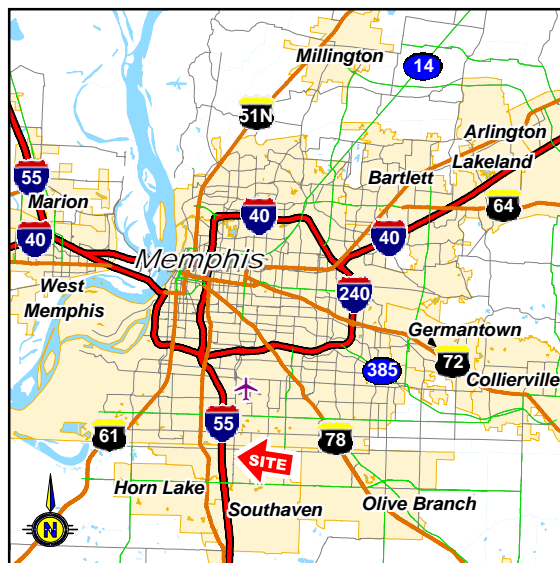 Millington
14
51N
Arlington
Lakeland
Bartlett
55
Marion
64
40
40
40
Memphis
West
Memphis
240
Germantown
72
385
Collierville
55
61
78
SITE
Horn Lake
Southaven
Olive Branch
N